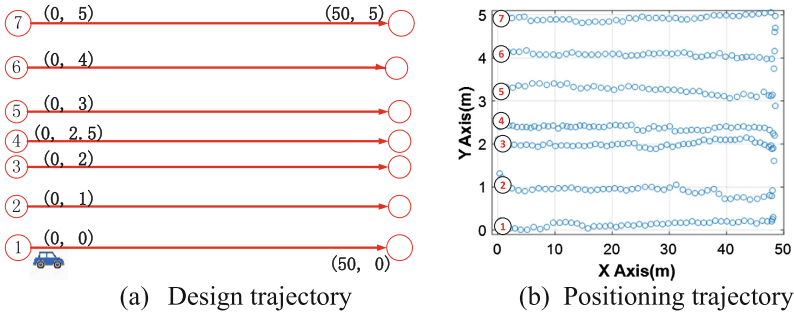 7 (0, 5) (50, 5)
6 (0, 4)
5 (0, 3)
4 (0, 2.5)
3 (0, 2)
2 (0, 1)
1 (0, 0)
(50, 0)
(a) Design trajectory
Y Axis(m)
5
4
3
2
1
0
7
6
5
4
3
2
1
0 10 20 30 40 50
X Axis(m)
(b) Positioning trajectory